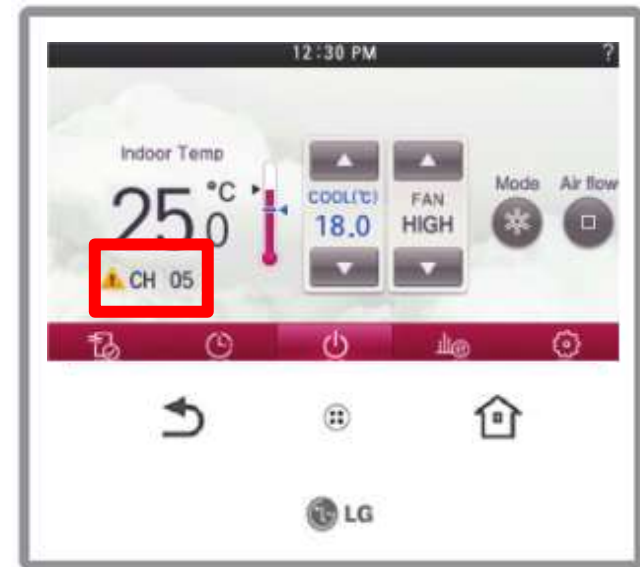 12:30 PM ?
Indoor Temp
25.0 °C
CH 05
COOL(℃)
18.0
FAN
HIGH
Mode
Air flow
LG